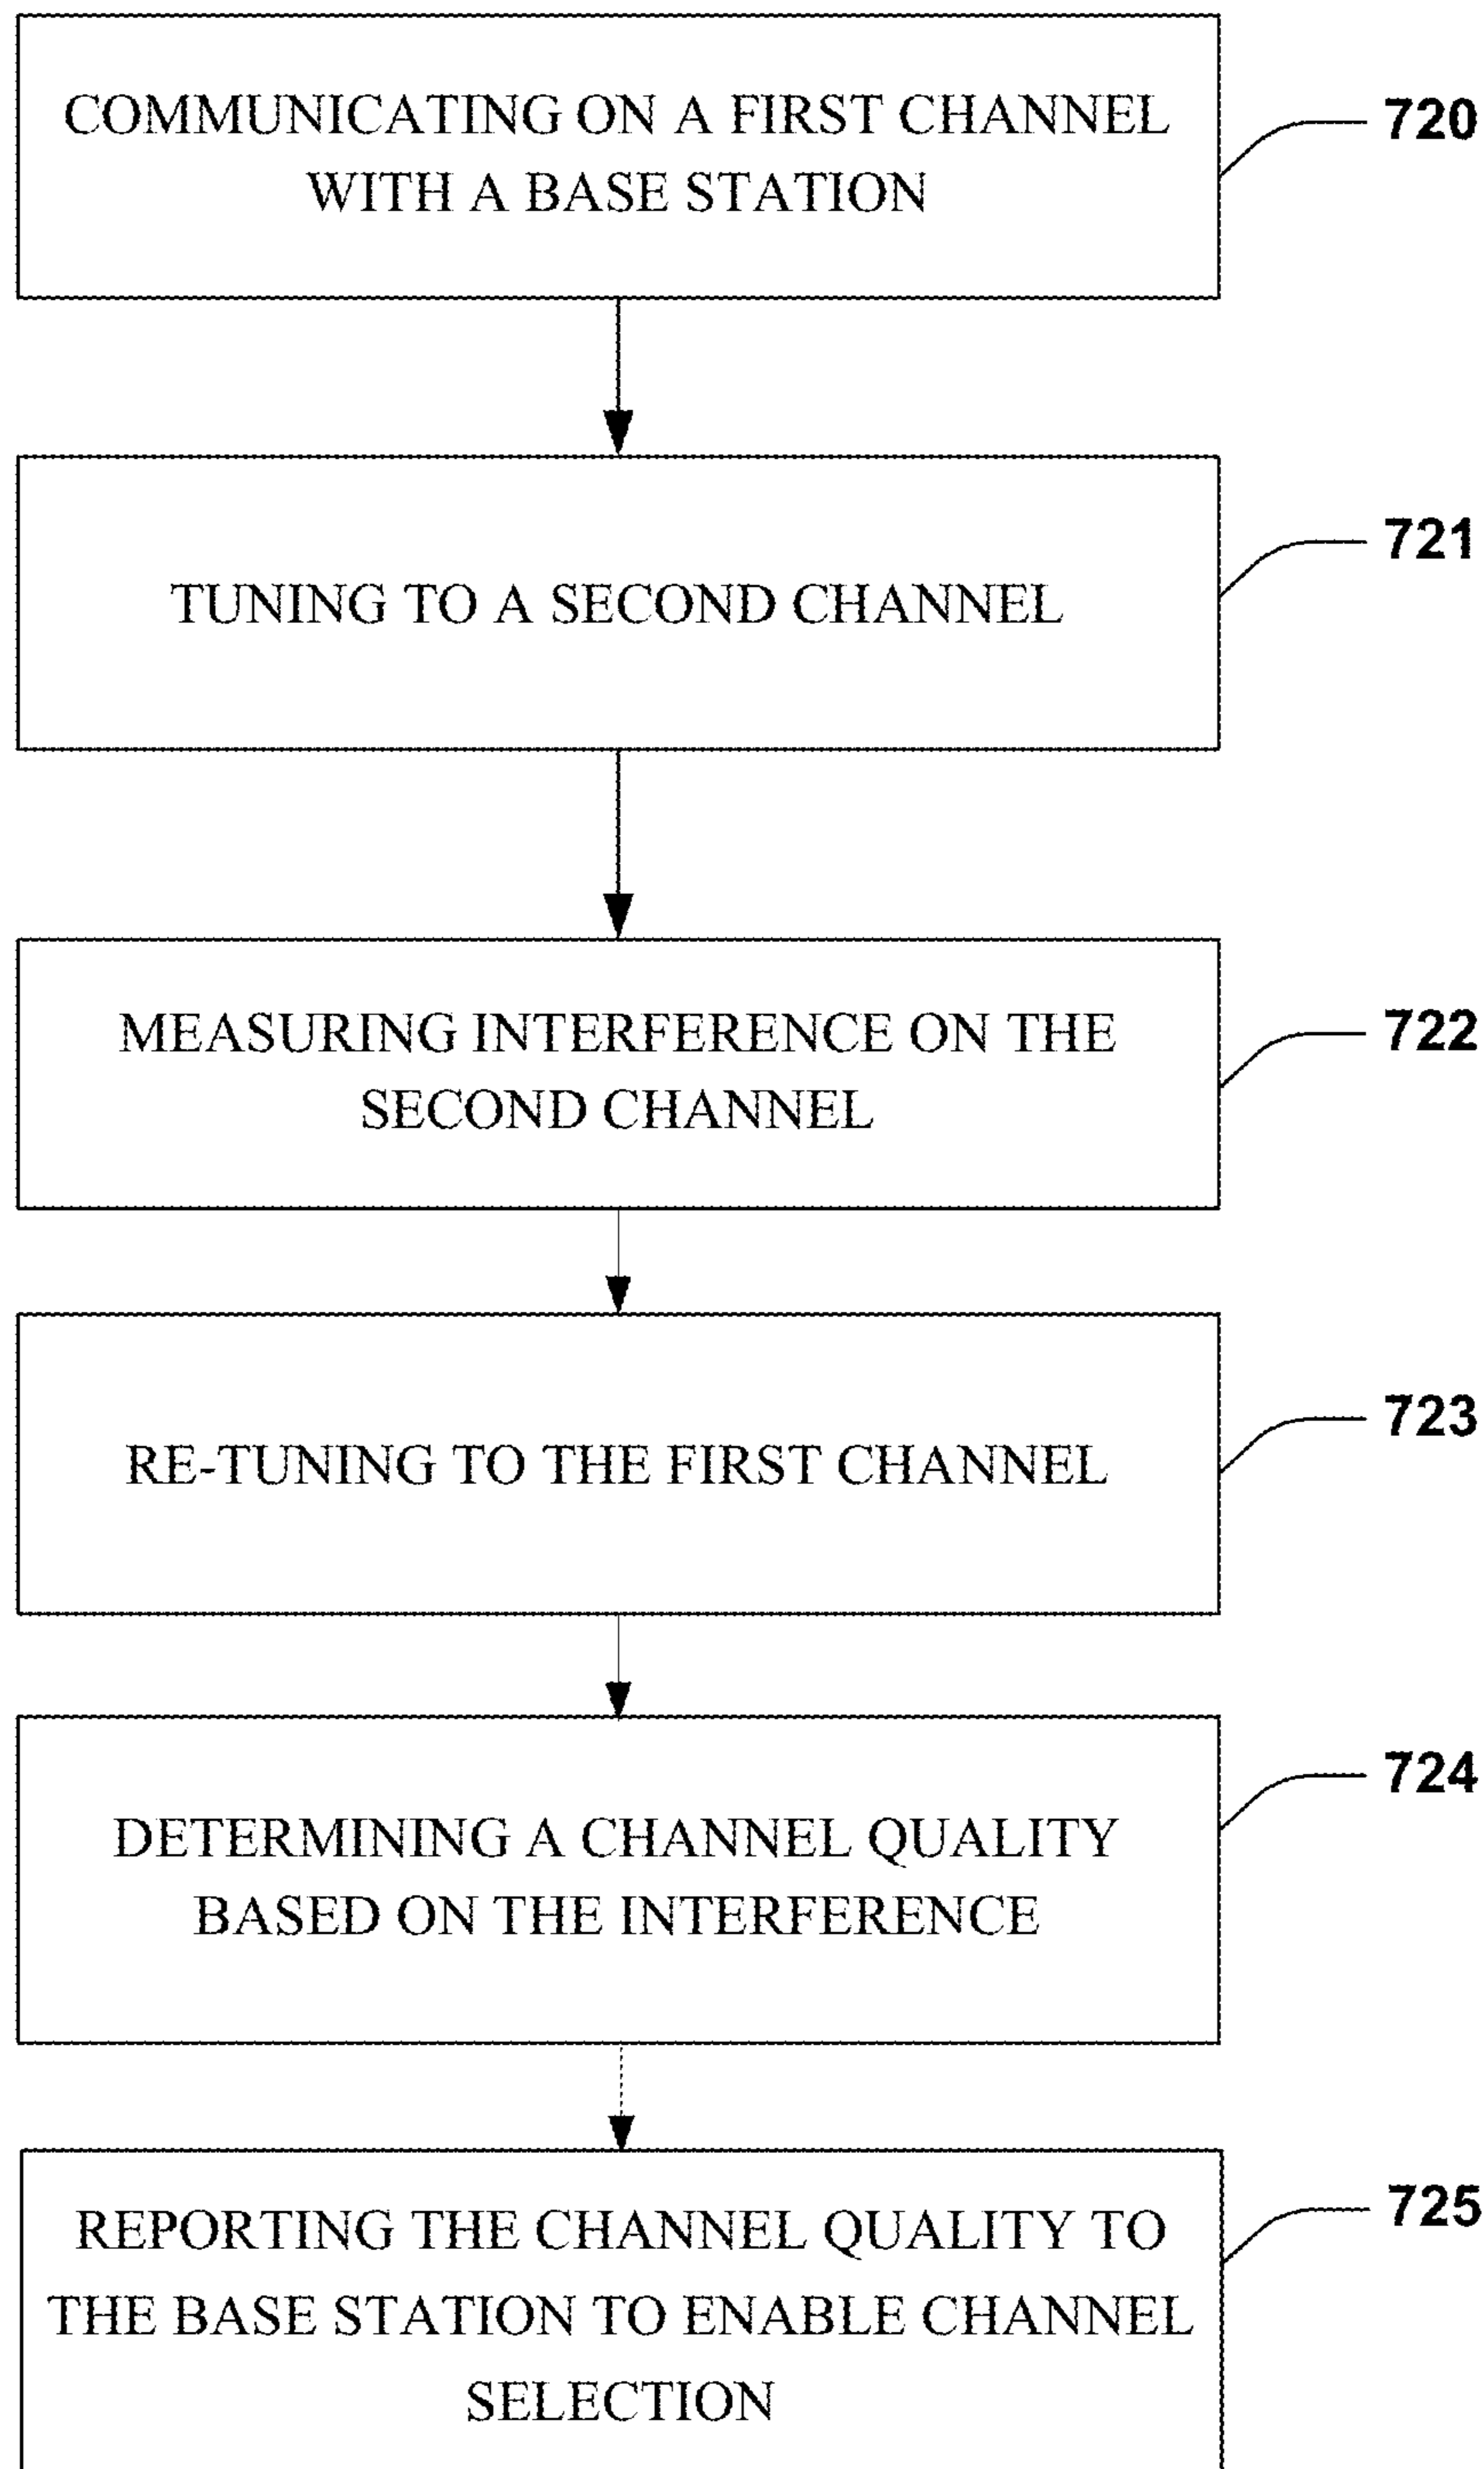 COMMUNICATING ON A FIRST CHANNEL
WITH A BASE STATION
720
TUNING TO A SECOND CHANNEL
721
MEASURING INTERFERENCE ON THE
SECOND CHANNEL
722
RE-TUNING TO THE FIRST CHANNEL
723
DETERMINING A CHANNEL QUALITY
BASED ON THE INTERFERENCE
724
REPORTING THE CHANNEL QUALITY TO
THE BASE STATION TO ENABLE CHANNEL
SELECTION
725